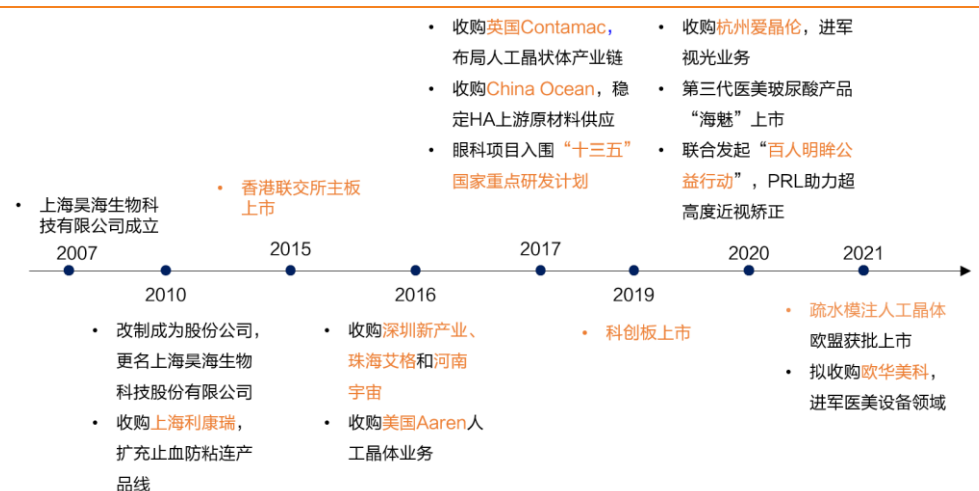 • 上海昊海生物科
技有限公司成立
2007
2010
• 改制成为股份公司，
更名上海昊海生物
科技股份有限公司
• 收购上海利康瑞，
扩充止血防粘连产
品线
• 香港联交所主板
上市
2015
2016
• 收购深圳新产业、
珠海艾格和河南
宇宙
• 收购美国Aaren人
工晶体业务
• 收购英国Contamac，
布局人工晶状体产业链
• 收购China Ocean，稳
定HA上游原材料供应
• 眼科项目入围“十三五”
国家重点研发计划
2017
2019
• 科创板上市
• 收购杭州爱晶伦，进军
视光业务
• 第三代医美玻尿酸产品
“海魅”上市
• 联合发起“百人明眸公
益行动”，PRL助力超
高度近视矫正
2020
2021
• 疏水模注人工晶体
欧盟获批上市
• 拟收购欧华美科，
进军医美设备领域